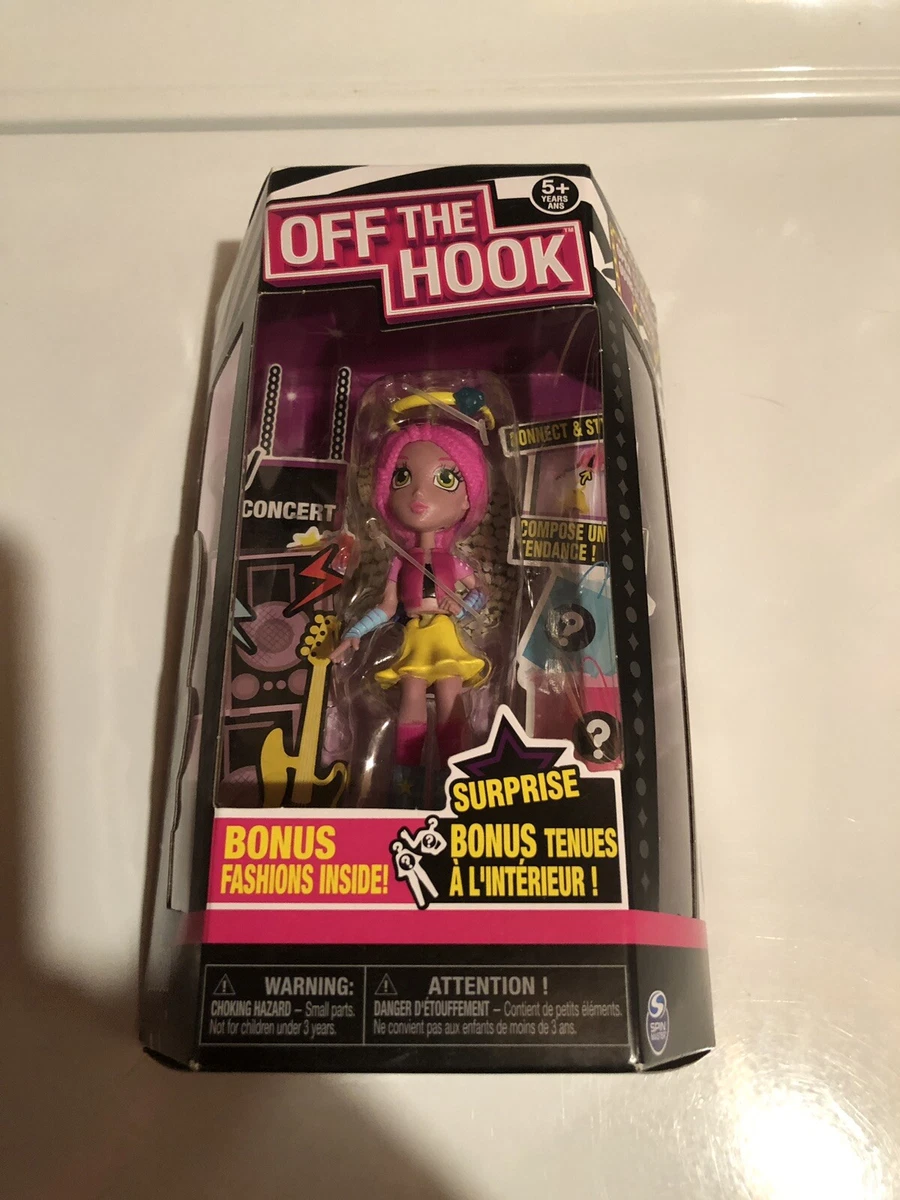 5+
YEARS
ANS
OFF THE
HOOK™
CONCERT
& ST
COMPOSE UN
TENDANCE !
?
?
SURPRISE
BONUS
FASHIONS INSIDE!
BONUS TENUES
À L'INTÉRIEUR !
WARNING:
CHOKING HAZARD – Small parts.
Not for children under 3 years.
ATTENTION !
DANGER D'ÉTOUFFEMENT – Contient de petits éléments.
Ne convient pas aux enfants de moins de 3 ans.
SPIN
MASTER